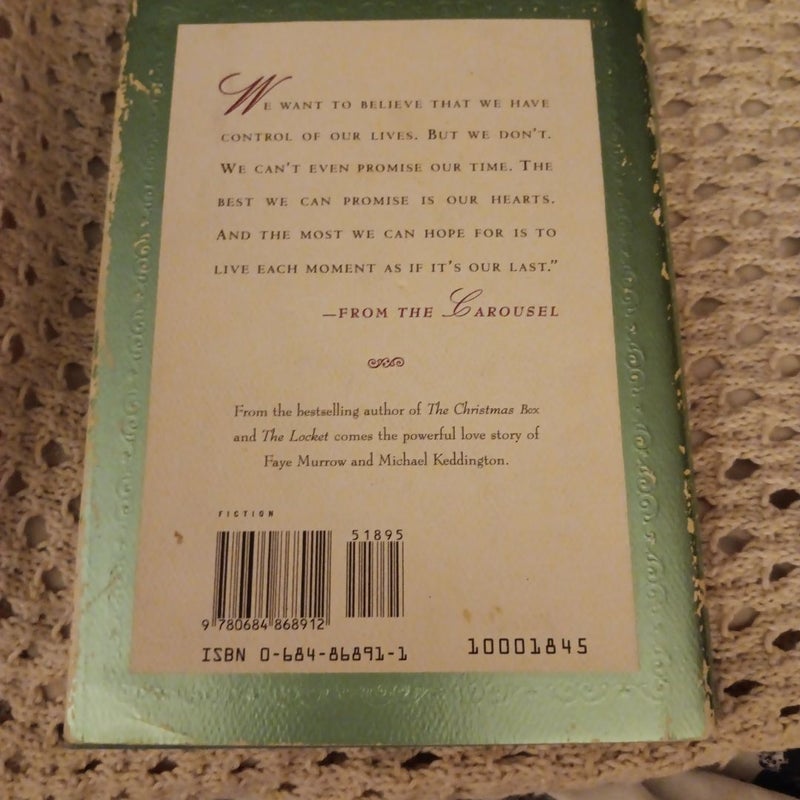 WE WANT TO BELIEVE THAT WE HAVE
CONTROL OF OUR LIVES. BUT WE DON'T.
WE CAN'T EVEN PROMISE OUR TIME. THE
BEST WE CAN PROMISE IS OUR HEARTS.
AND THE MOST WE CAN HOPE FOR IS TO
LIVE EACH MOMENT AS IF IT'S OUR LAST."
—FROM THE CAROUSEL
From the bestselling author of The Christmas Box
and The Locket comes the powerful love story of
Faye Murrow and Michael Keddington.
FICTION
51895
9 780684 868912
ISBN 0-684-86891-1
10001845